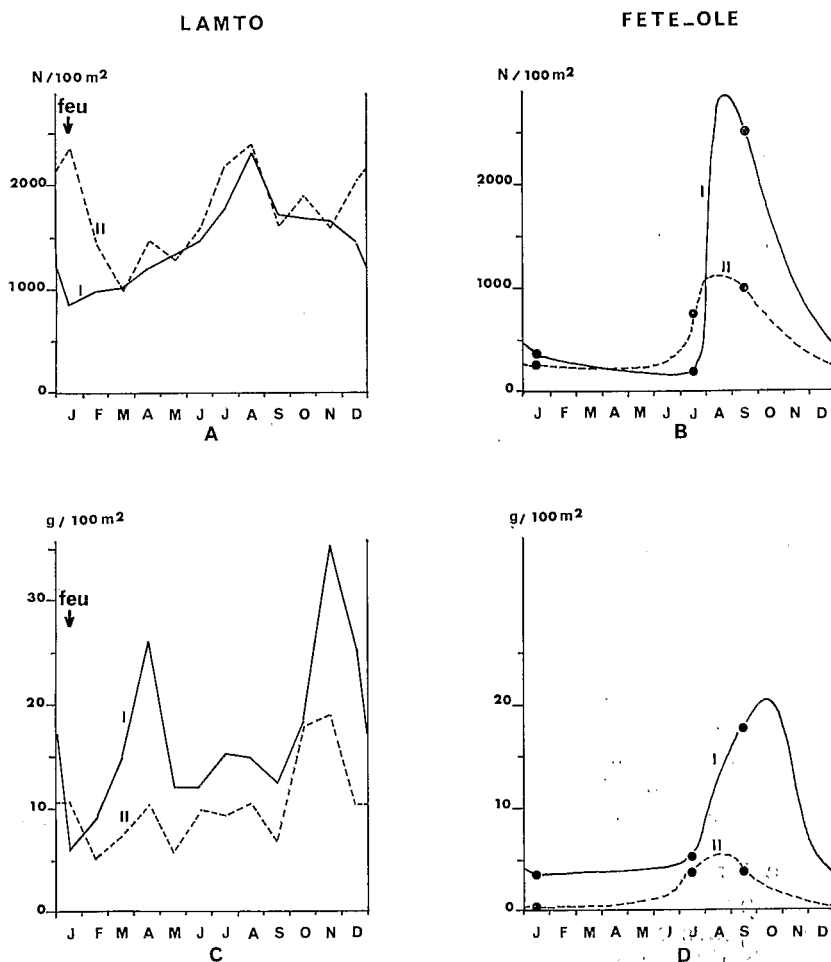 LAMTO
FETE_OLE
N/100 m²
feu
2000
1000
0
II
I
J F M A M J J A S O N D
A
N/100 m²
2000
1000
0
I
II
J F M A M J J A S O N D
B
g/100 m²
feu
30
20
10
0
I
II
J F M A M J J A S O N D
C
g/100 m²
20
10
0
I
II
J F M A M J J A S O N D
D